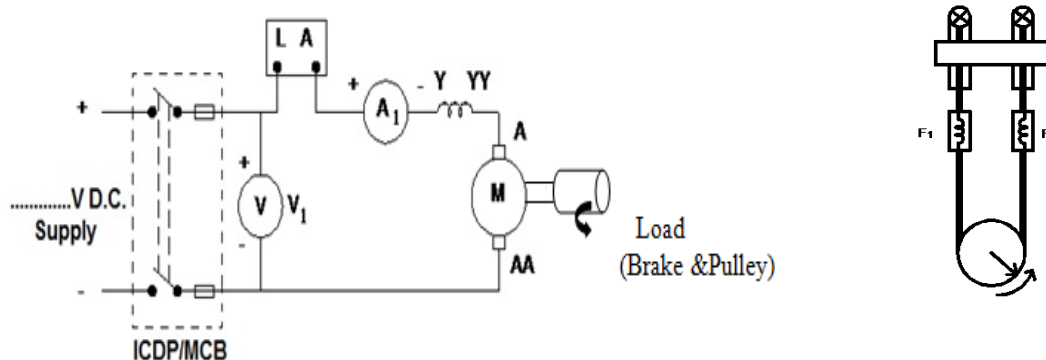 L A
+ - Y YY
+
A1
A
+
V V1
-
M
.............V D.C.
Supply
Load
(Brake &Pulley)
AA
-
ICDP/MCB
F1